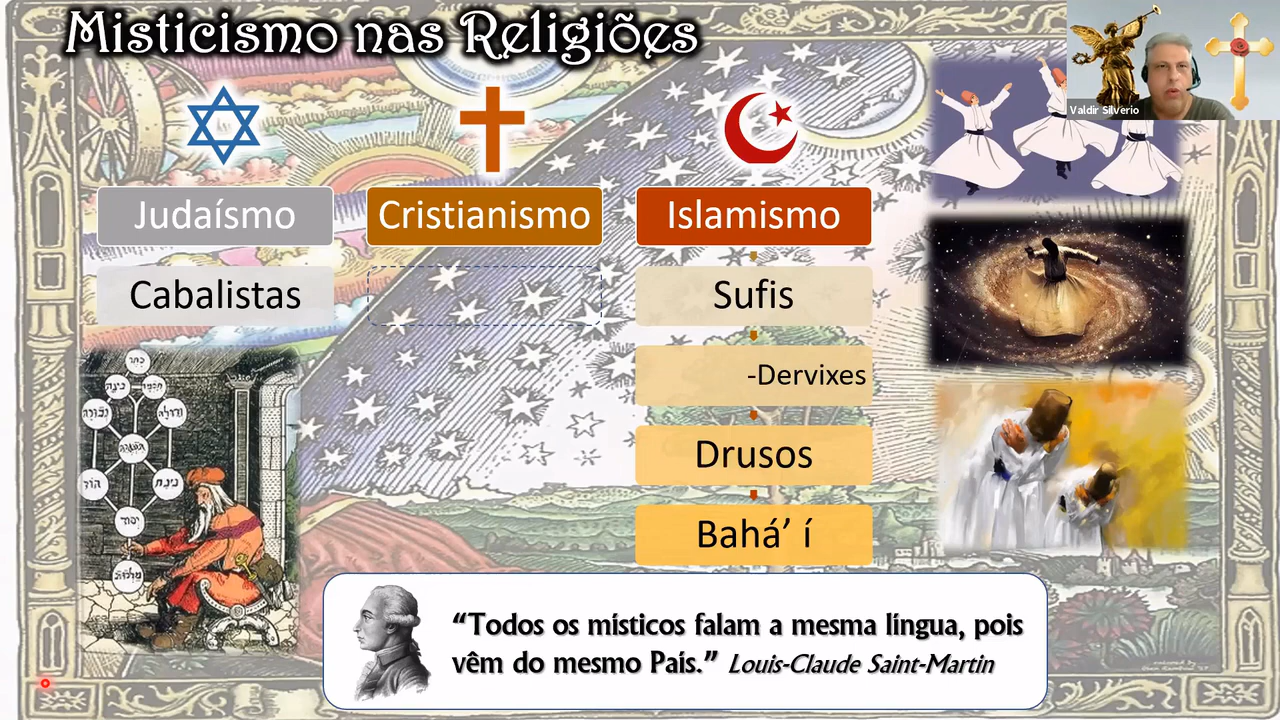 Misticismo nas Religiões
Valdir Silverio
Judaísmo
Cristianismo
Islamismo
Cabalistas
Sufis
-Dervixes
Drusos
Bahá’ í
“Todos os místicos falam a mesma língua, pois
vêm do mesmo País.” Louis-Claude Saint-Martin